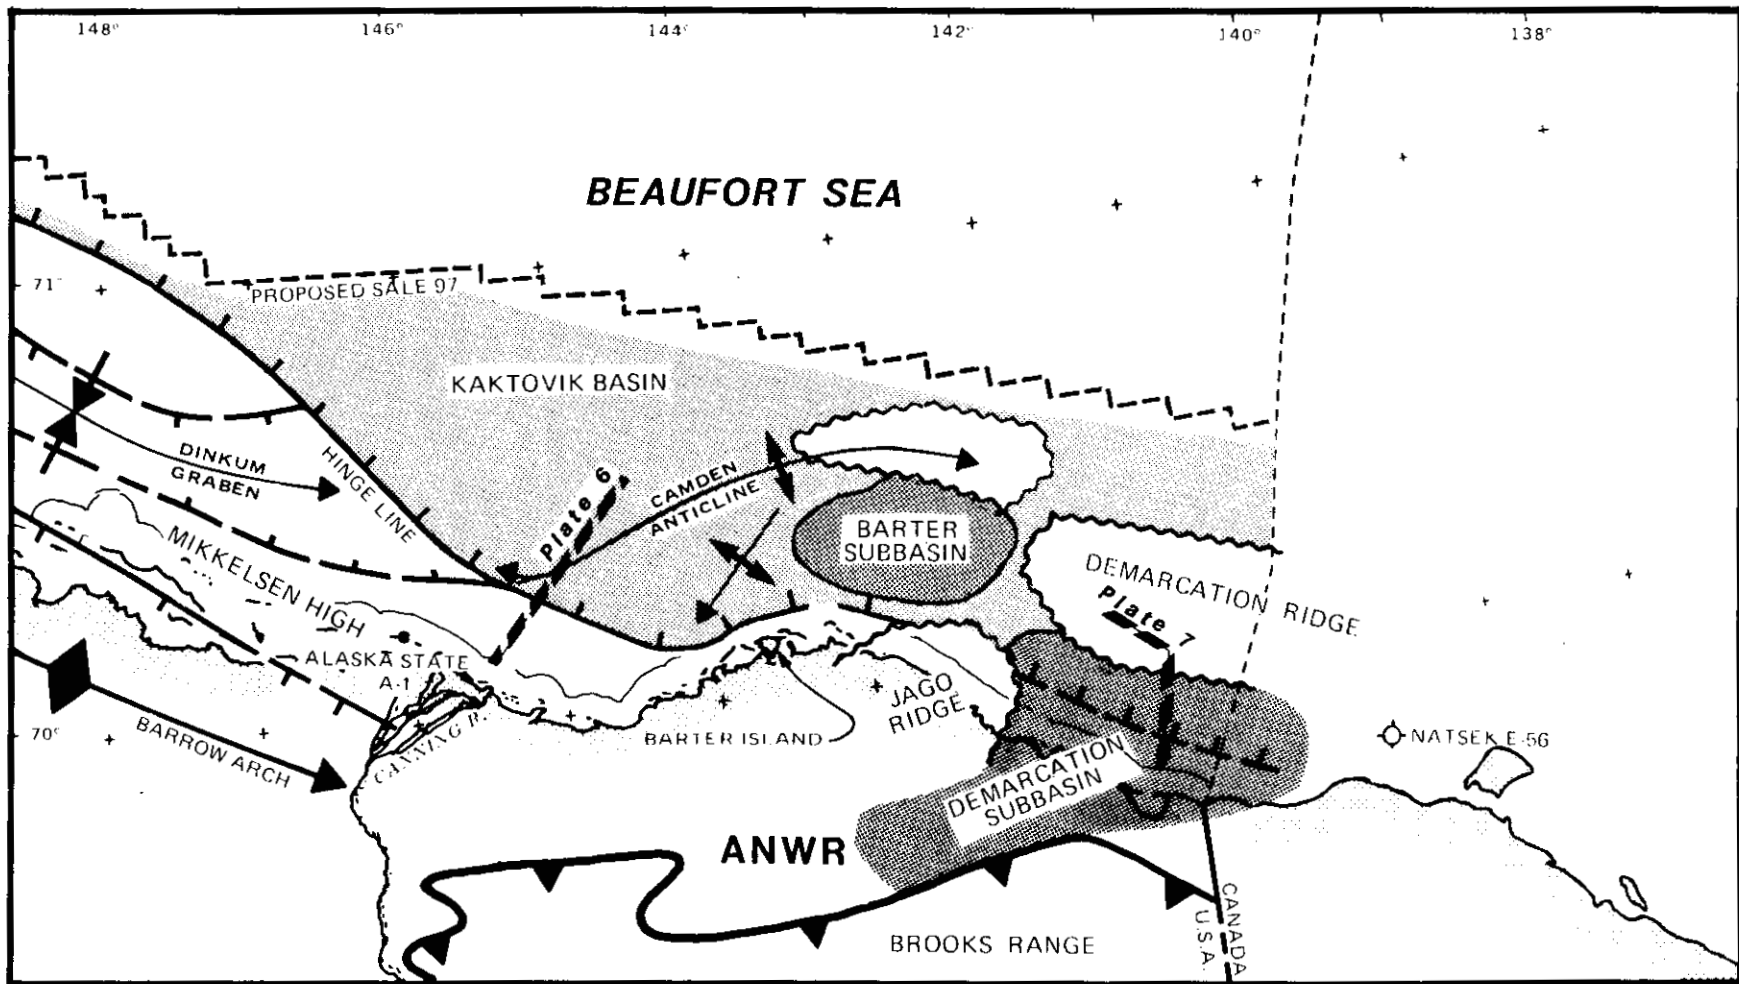 148° 146° 144° 142° 140° 138°
BEAUFORT SEA
71°
PROPOSED SALE 97
KAKTOVIK BASIN
DINKUM
GRABEN
HINGE LINE
Plate 6
CAMDEN
ANTICLINE
BARTER
SUBBASIN
MIKKELSEN HIGH
DEMARCATION RIDGE
Plate 7
ALASKA STATE
A-1
JAGO
RIDGE
70°
BARROW ARCH
CANNING R.
BARTER ISLAND
NATSEK E-56
DEMARCATION
SUBBASIN
ANWR
BROOKS RANGE
U.S.A.
CANADA